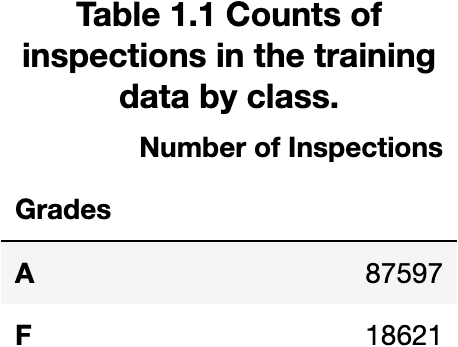 Table 1.1 Counts of
inspections in the training
data by class.
Number of Inspections
Grades
A 87597
F 18621